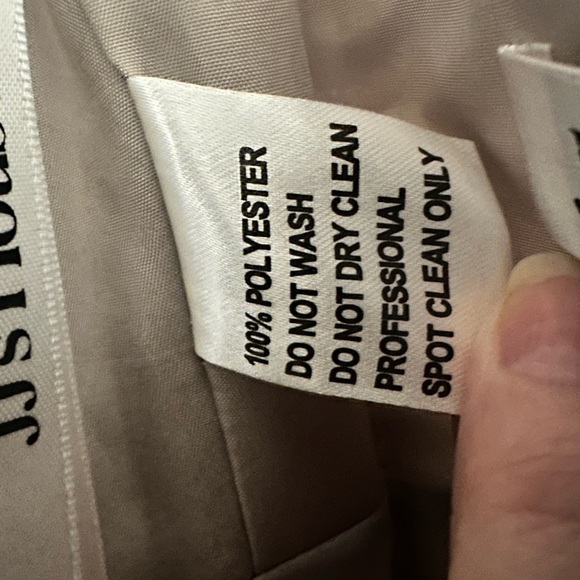 100% POLYESTER
DO NOT WASH
DO NOT DRY CLEAN
PROFESSIONAL
SPOT CLEAN ONLY